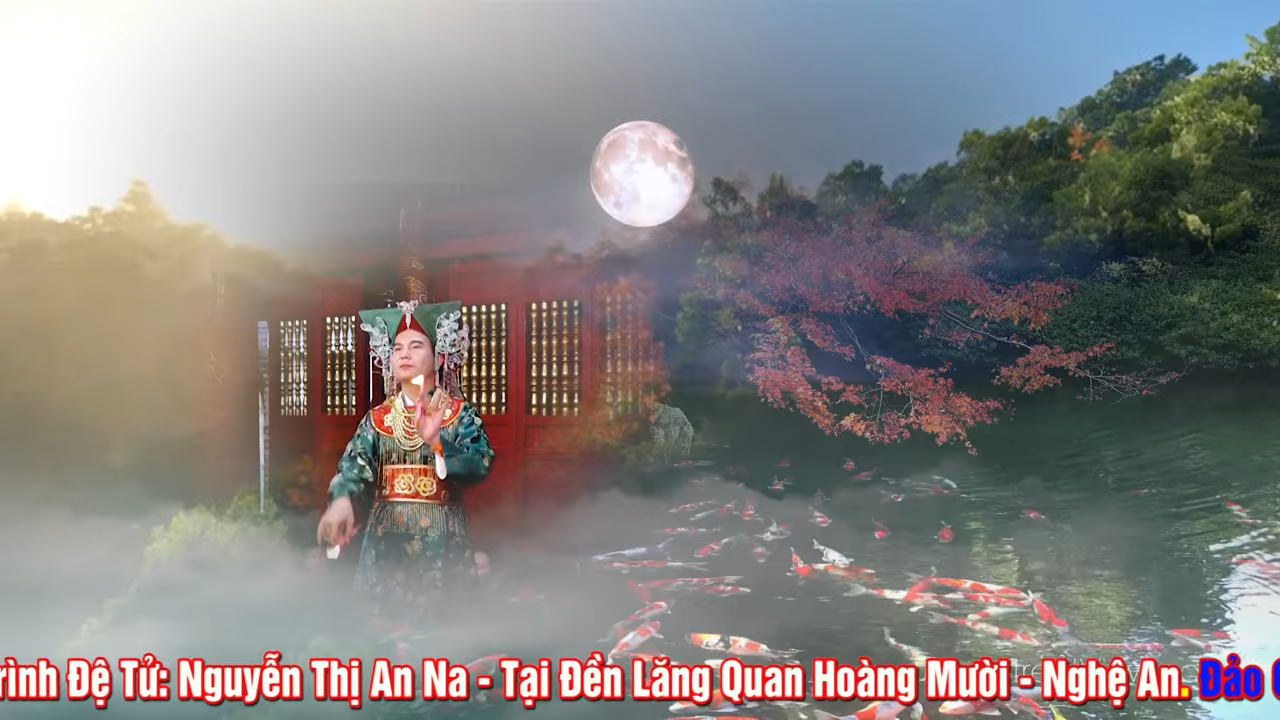 rình Đệ Tử: Nguyễn Thị An Na - Tại Đền Lăng Quan Hoàng Mười - Nghệ An. Đảo